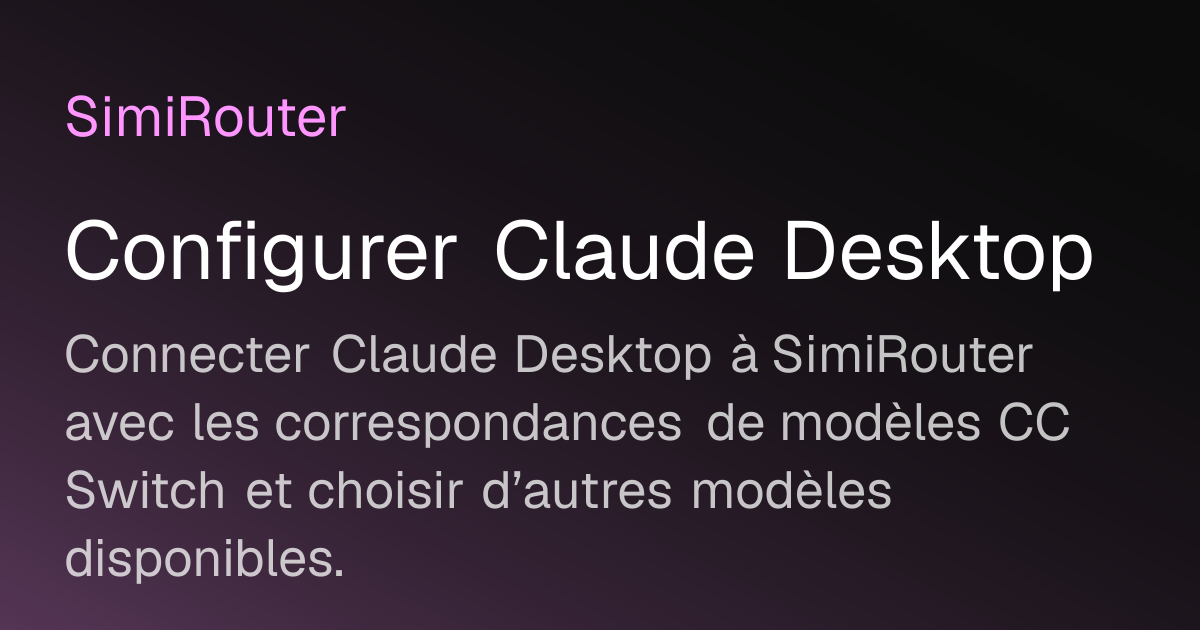 SimiRouter
Configurer Claude Desktop
Connecter Claude Desktop à SimiRouter
avec les correspondances de modèles CC
Switch et choisir d’autres modèles
disponibles.